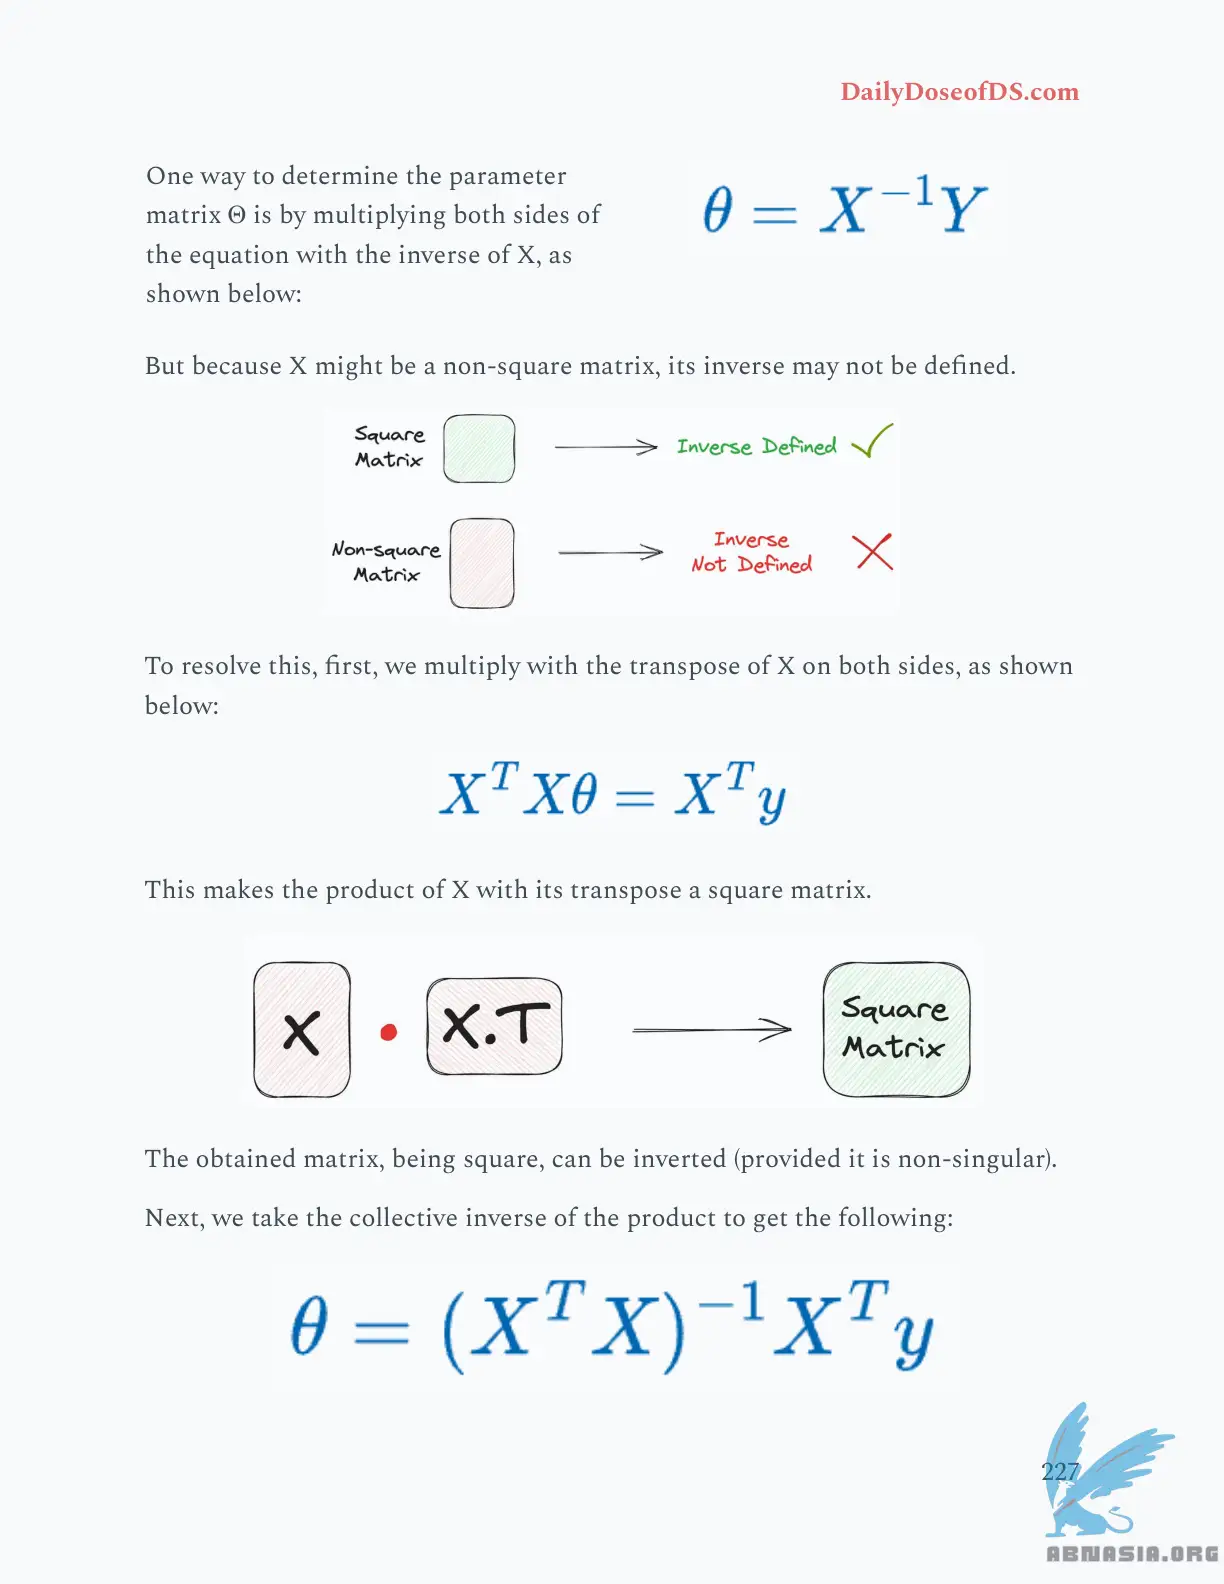 DailyDoseofDS.com
One way to determine the parameter
matrix Θ is by multiplying both sides of
the equation with the inverse of X, as
shown below:
θ = X⁻¹Y
But because X might be a non-square matrix, its inverse may not be defined.
Square
Matrix
Inverse Defined
Non-square
Matrix
Inverse
Not Defined
To resolve this, first, we multiply with the transpose of X on both sides, as shown
below:
XᵀXθ = Xᵀy
This makes the product of X with its transpose a square matrix.
X • X.T
Square
Matrix
The obtained matrix, being square, can be inverted (provided it is non-singular).
Next, we take the collective inverse of the product to get the following:
θ = (XᵀX)⁻¹Xᵀy
227
ABNASIA.ORG